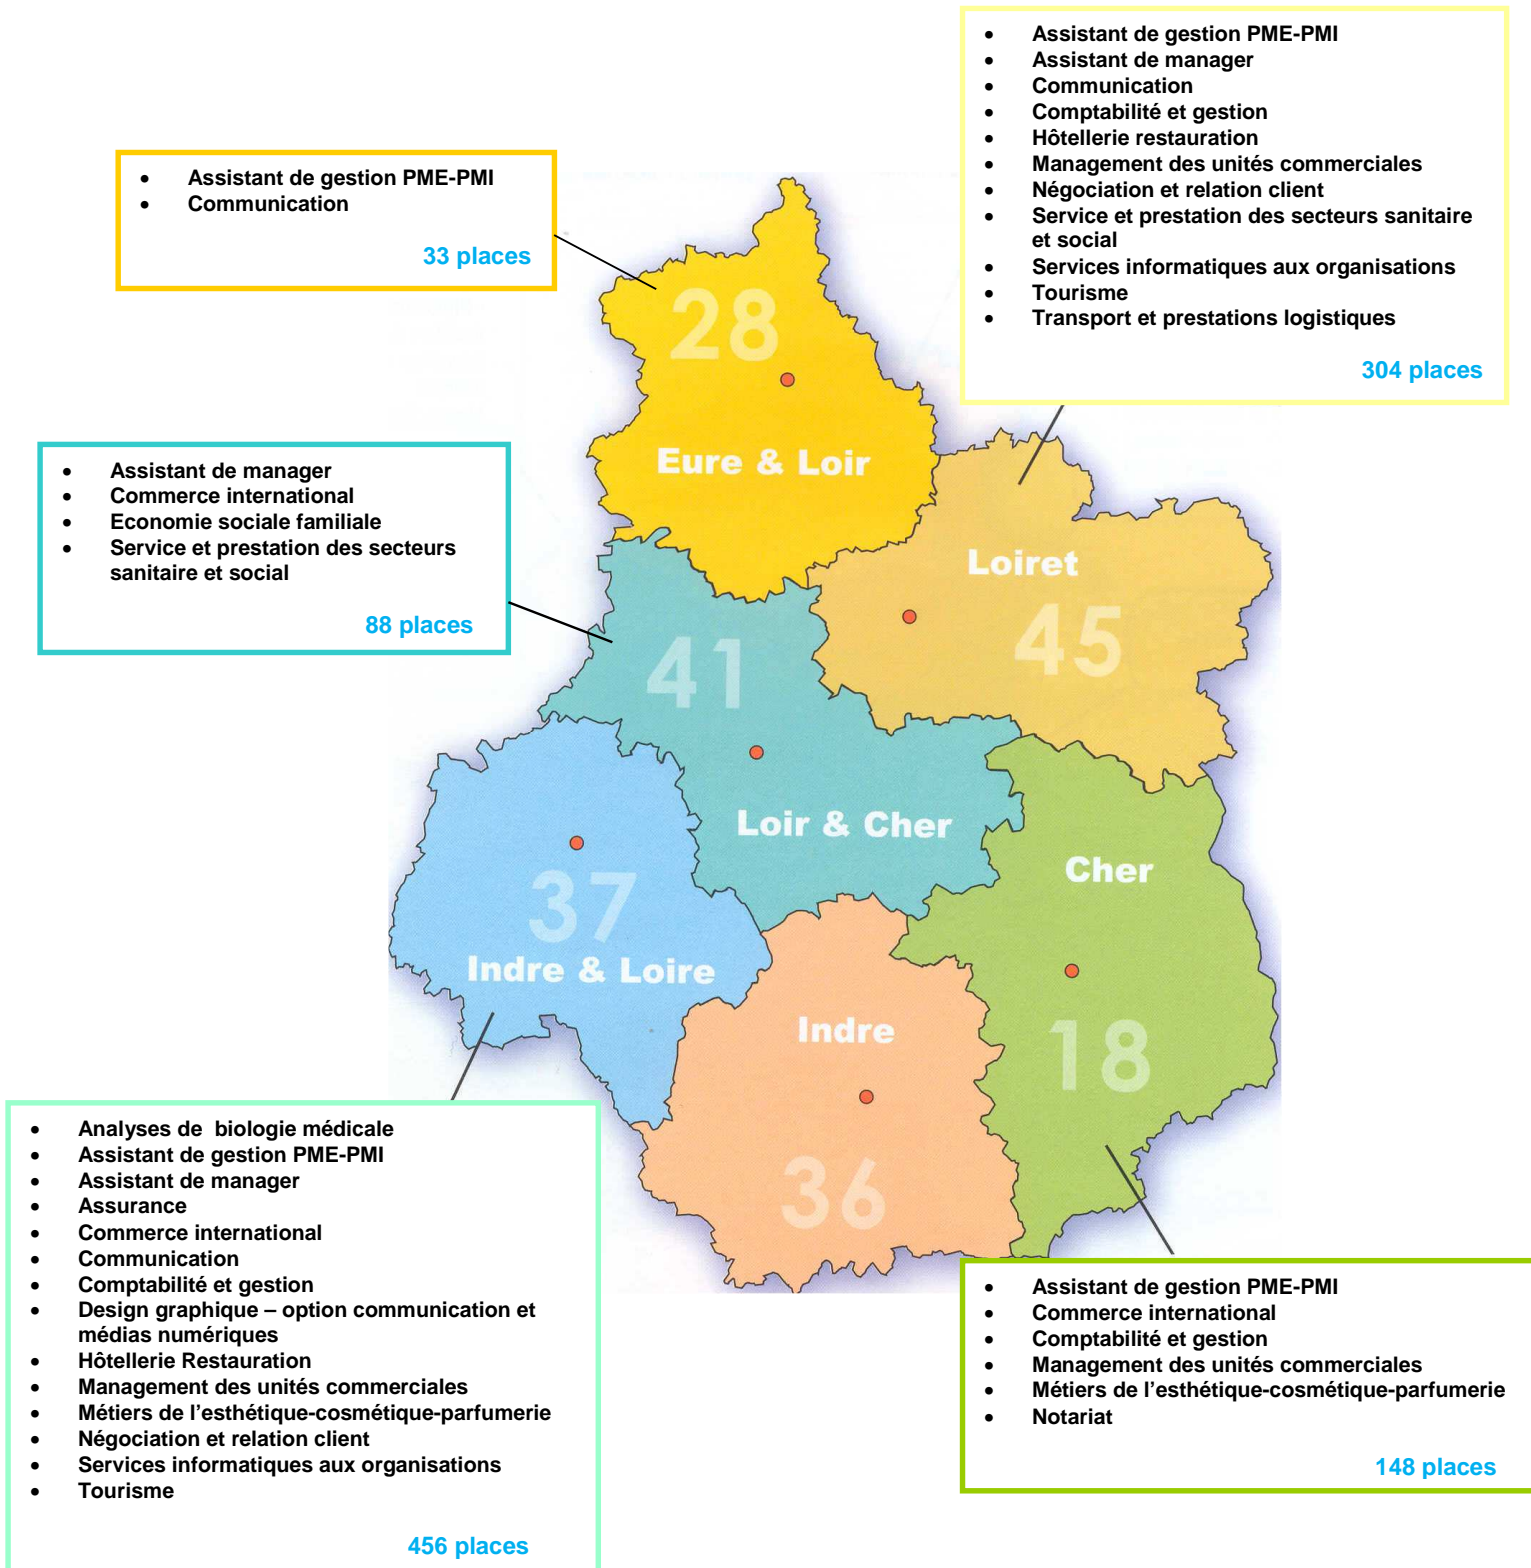 • Assistant de gestion PME-PMI
• Assistant de manager
• Communication
• Comptabilité et gestion
• Hôtellerie restauration
• Management des unités commerciales
• Négociation et relation client
• Service et prestation des secteurs sanitaire
et social
• Services informatiques aux organisations
• Tourisme
• Transport et prestations logistiques
304 places
• Assistant de gestion PME-PMI
• Communication
33 places
28
Eure & Loir
• Assistant de manager
• Commerce international
• Economie sociale familiale
• Service et prestation des secteurs
sanitaire et social
88 places
Loiret
45
41
Loir & Cher
Cher
18
37
Indre & Loire
Indre
36
• Analyses de  biologie médicale
• Assistant de gestion PME-PMI
• Assistant de manager
• Assurance
• Commerce international
• Communication
• Comptabilité et gestion
• Design graphique – option communication et
médias numériques
• Hôtellerie Restauration
• Management des unités commerciales
• Métiers de l’esthétique-cosmétique-parfumerie
• Négociation et relation client
• Services informatiques aux organisations
• Tourisme
456 places
• Assistant de gestion PME-PMI
• Commerce international
• Comptabilité et gestion
• Management des unités commerciales
• Métiers de l’esthétique-cosmétique-parfumerie
• Notariat
148 places